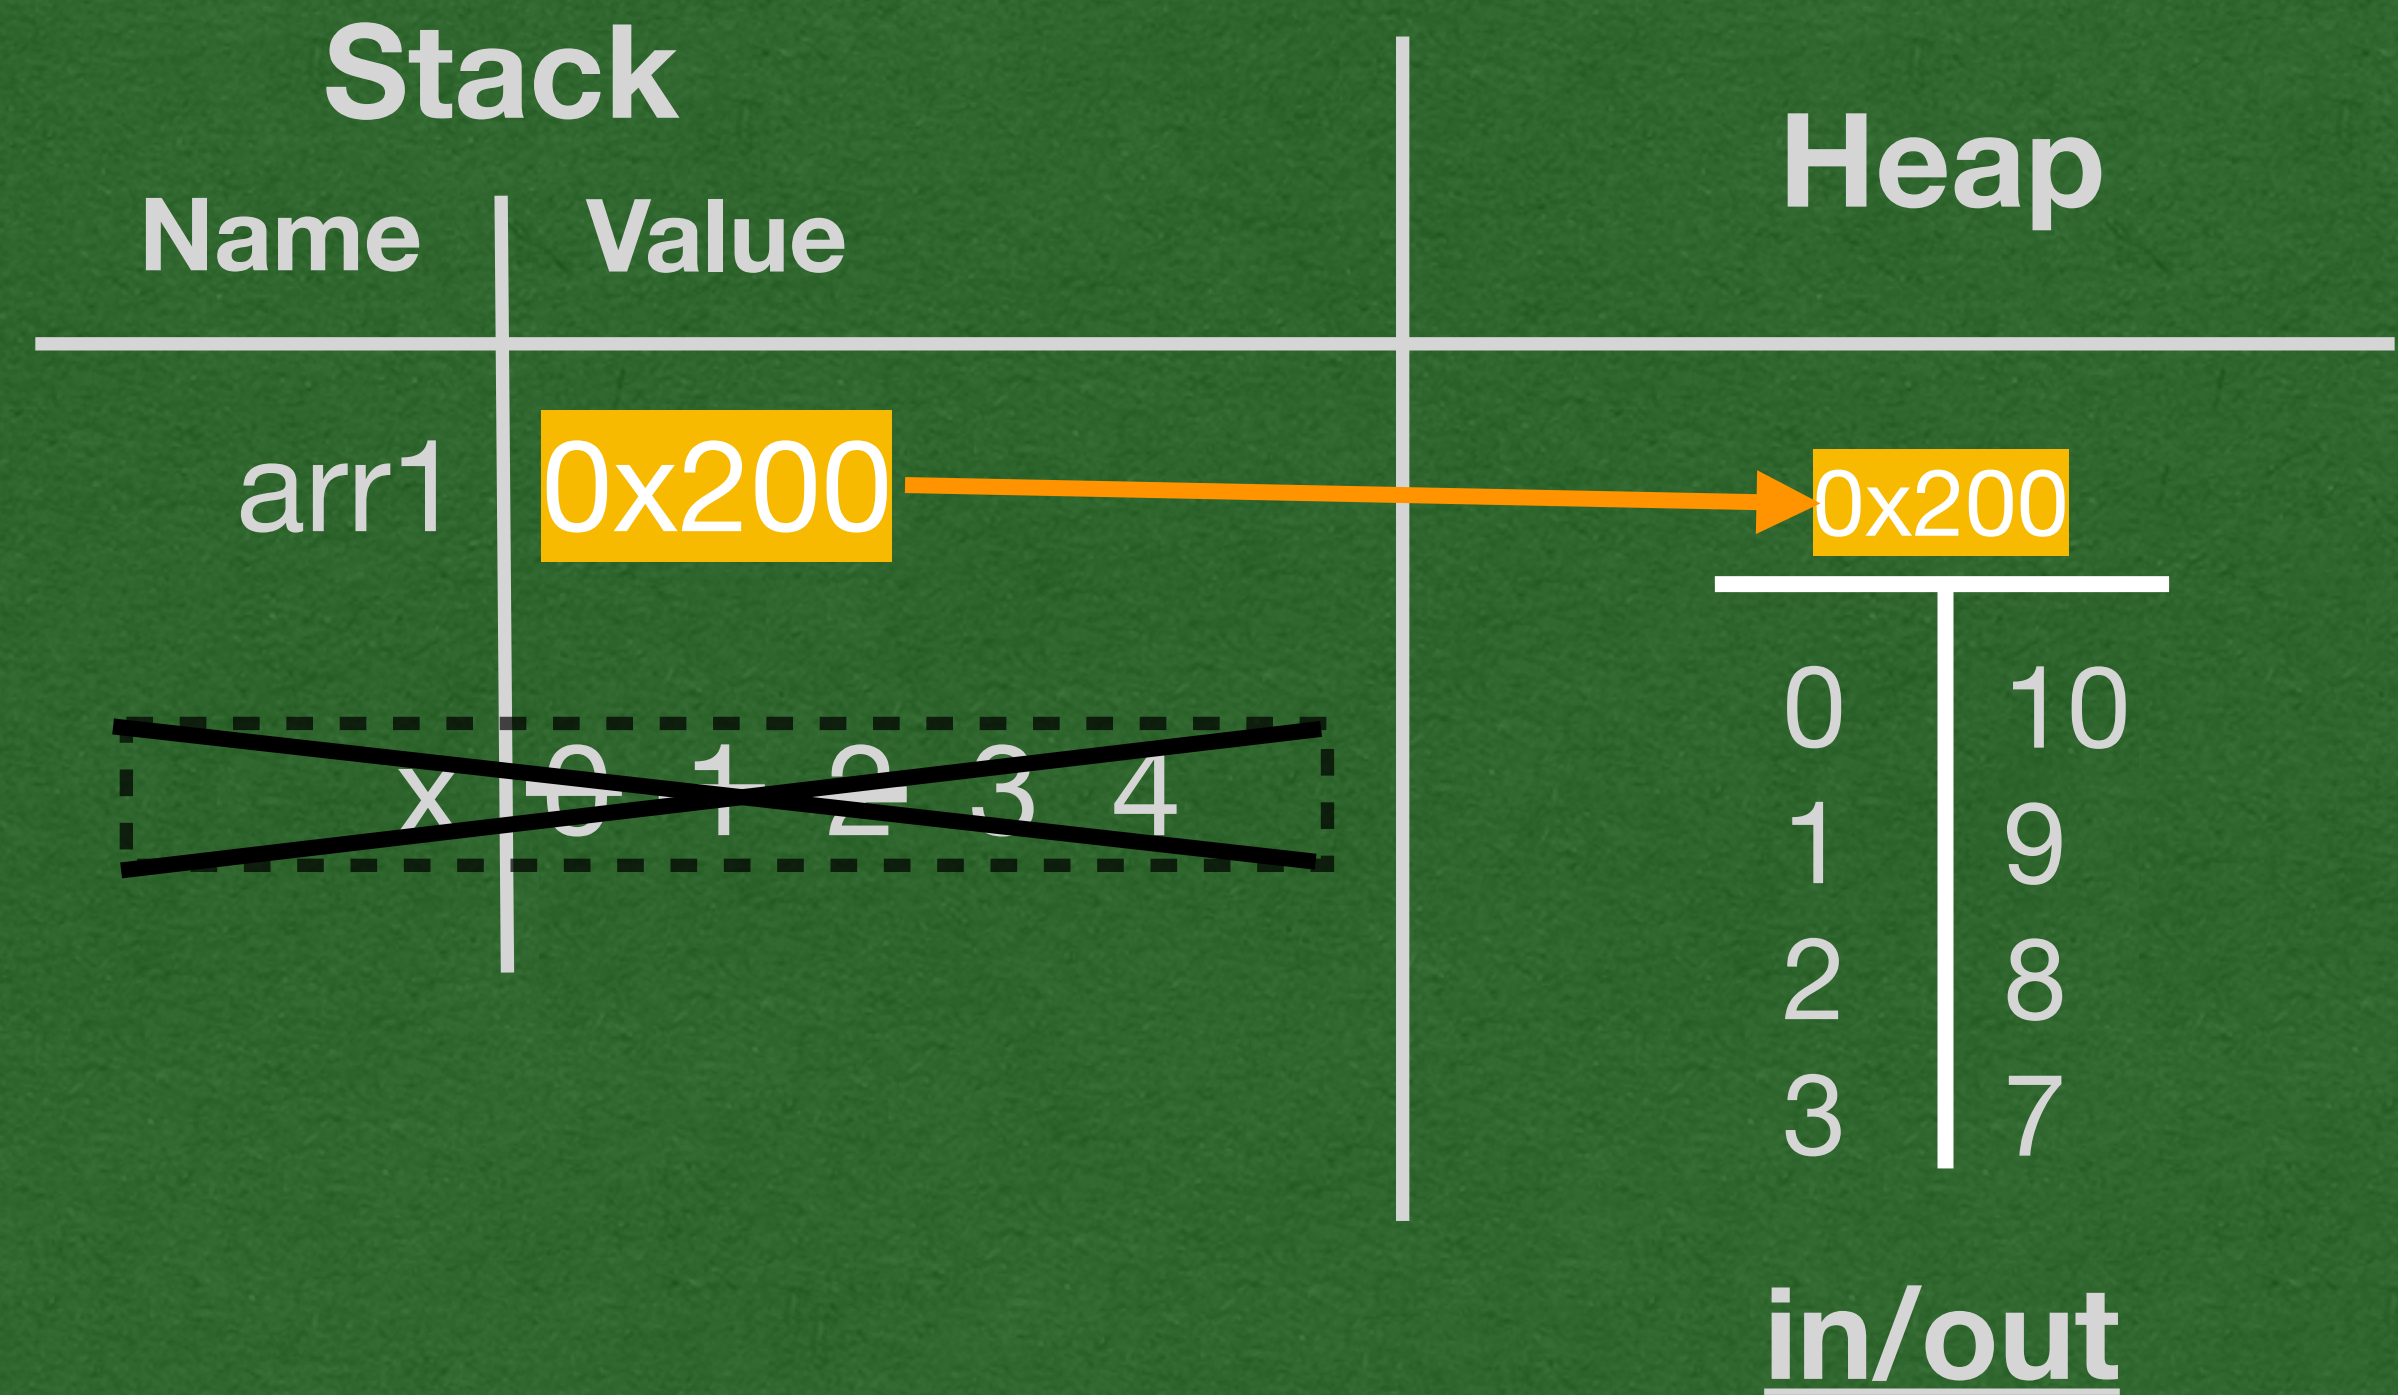 Stack
Heap
Name Value
arr1 0x200
0x200
x 0 1 2 3 4
0 10
1 9
2 8
3 7
in/out